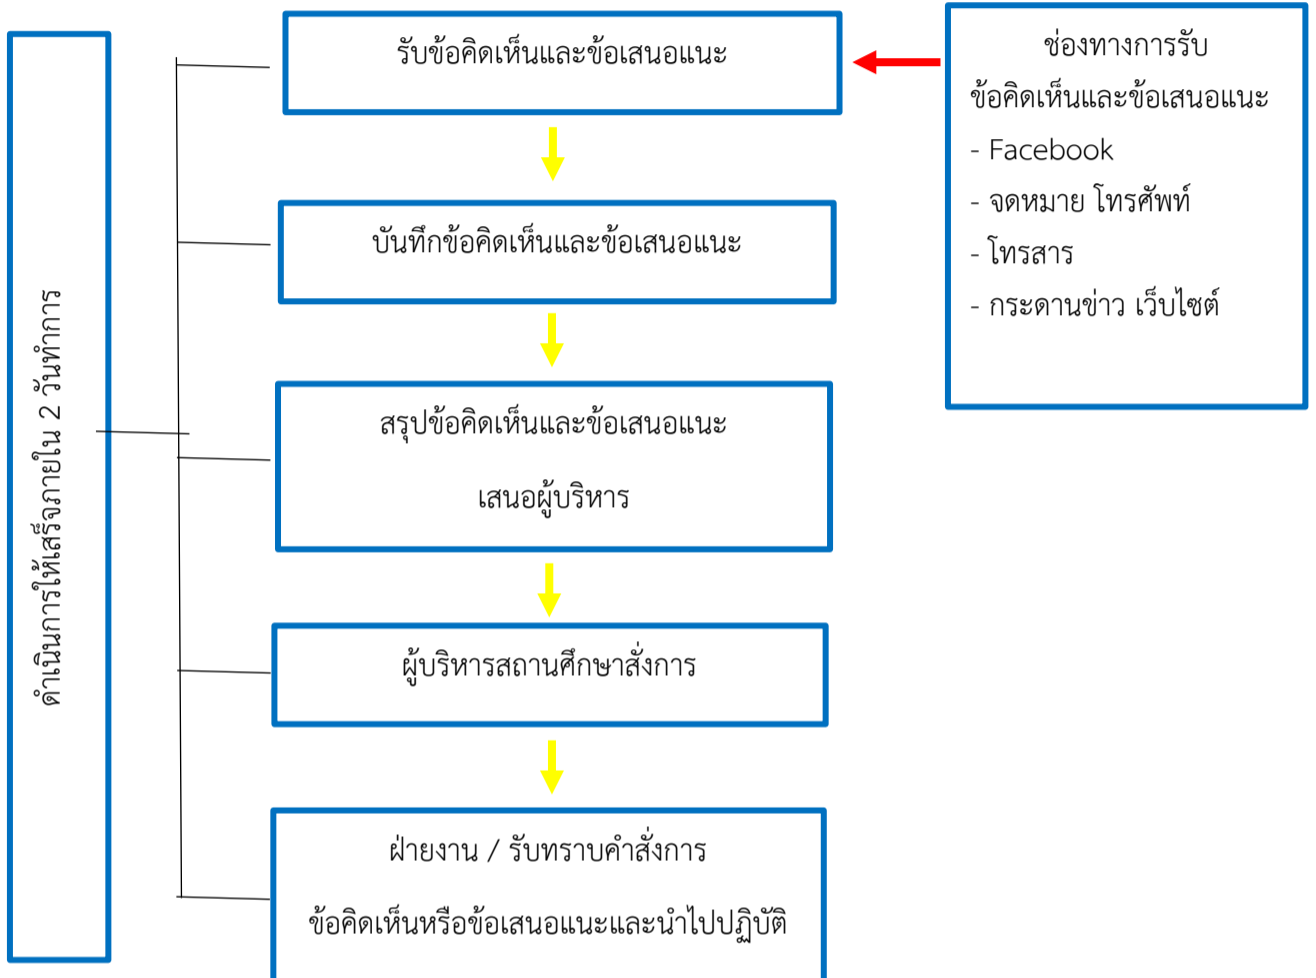 รับข้อคิดเห็นและข้อเสนอแนะ
ช่องทางการรับ
ข้อคิดเห็นและข้อเสนอแนะ
- Facebook
- จดหมาย โทรศัพท์
- โทรสาร
- กระดานข่าว เว็บไซต์
บันทึกข้อคิดเห็นและข้อเสนอแนะ
สรุปข้อคิดเห็นและข้อเสนอแนะ
เสนอผู้บริหาร
ผู้บริหารสถานศึกษาสั่งการ
ฝ่ายงาน / รับทราบคำสั่งการ
ข้อคิดเห็นหรือข้อเสนอแนะและนำไปปฏิบัติ
ดำเนินการให้เสร็จภายใน 2 วันทำการ